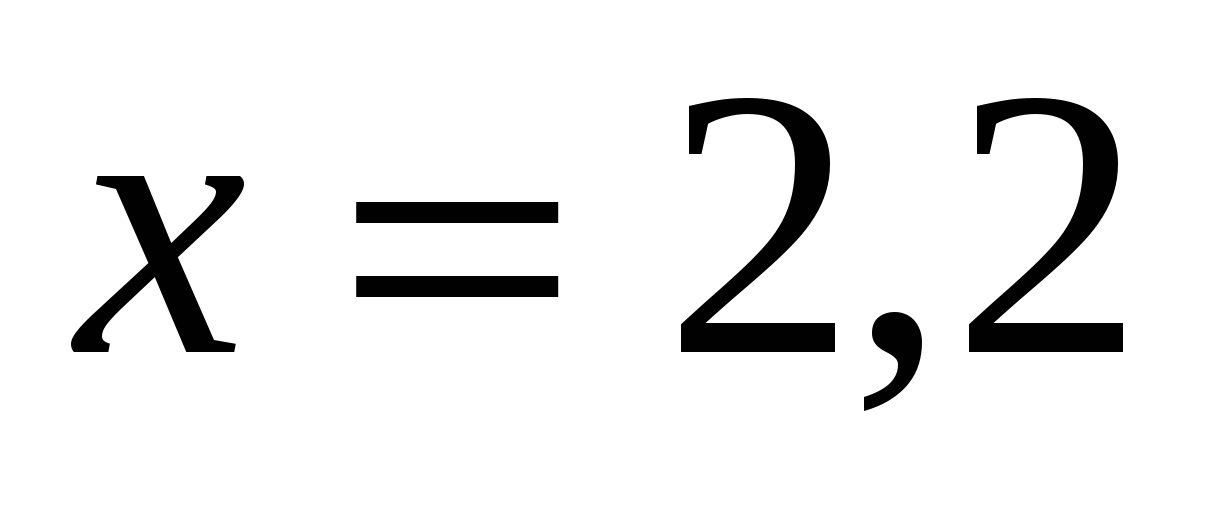 x = 2,2